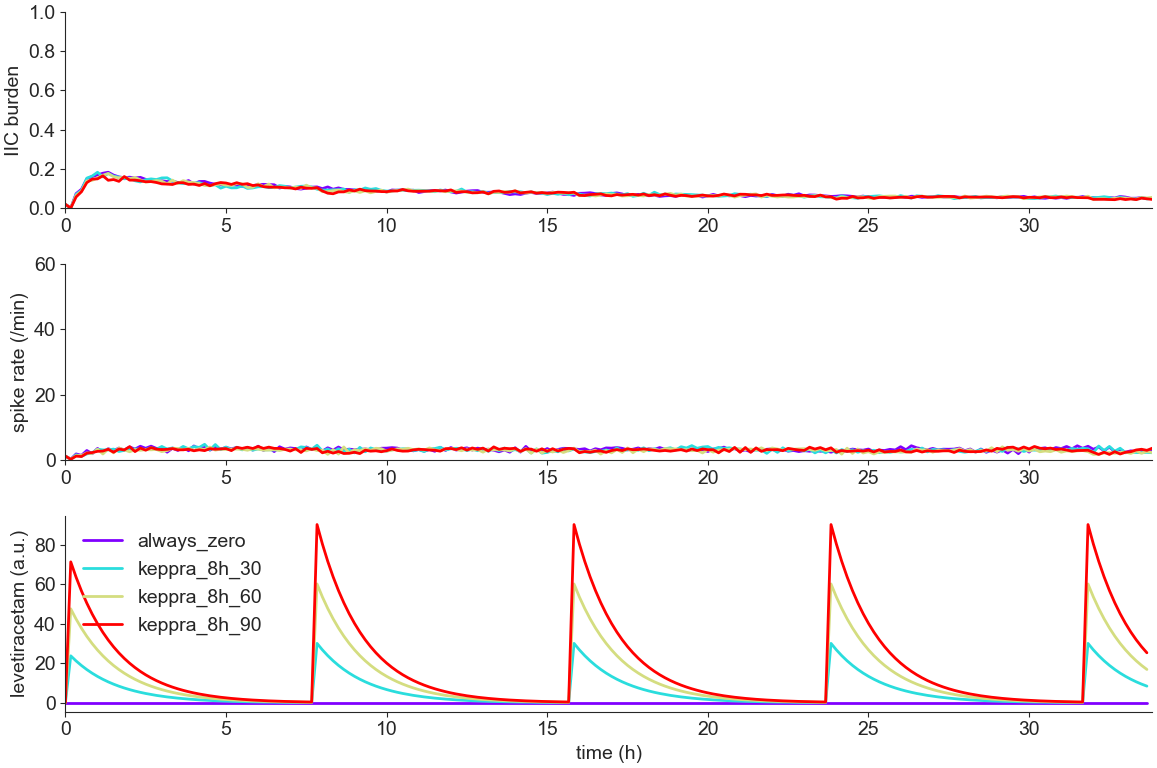 IIC burden
1.0
0.8
0.6
0.4
0.2
0.0
0 5 10 15 20 25 30
spike rate (/min)
60
40
20
0
0 5 10 15 20 25 30
levetiracetam (a.u.)
80
60
40
20
0
always_zero
keppra_8h_30
keppra_8h_60
keppra_8h_90
0 5 10 15 20 25 30
time (h)